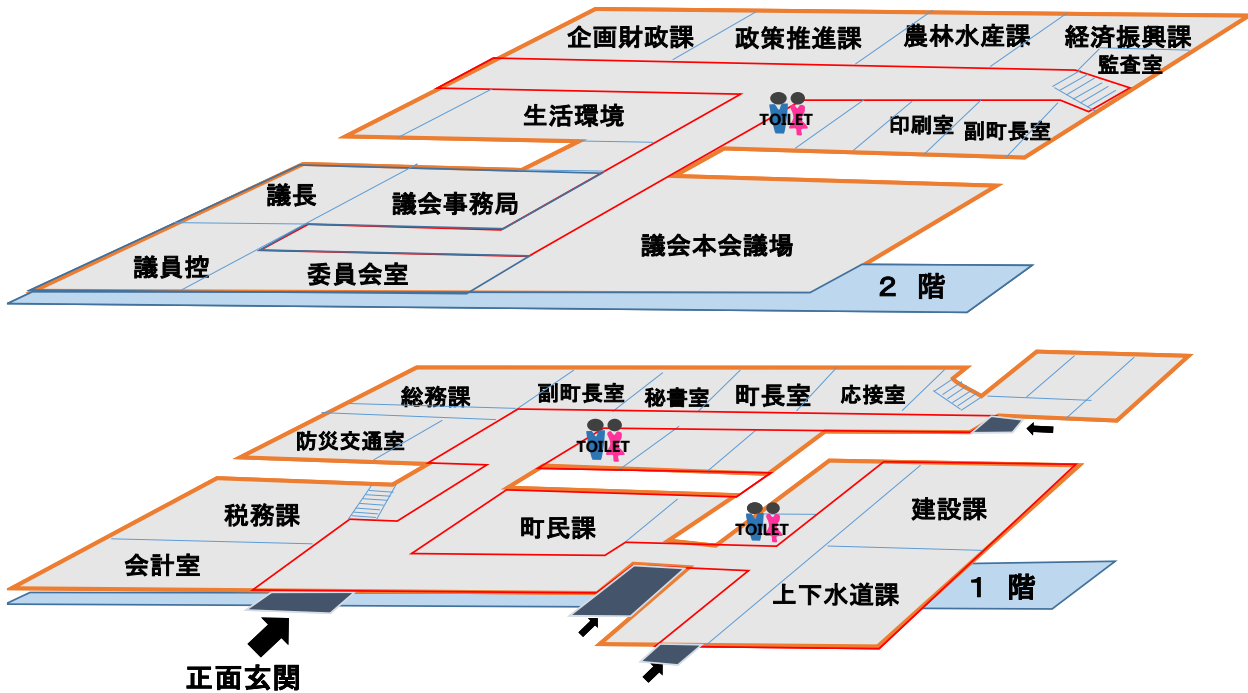 企画財政課
政策推進課
農林水産課
経済振興課
監査室
生活環境
TOILET
印刷室
副町長室
議長
議会事務局
議会本会議場
議員控
委員会室
２　階
総務課
副町長室
秘書室
町長室
応接室
防災交通室
TOILET
税務課
町民課
TOILET
建設課
会計室
上下水道課
１　階
正面玄関